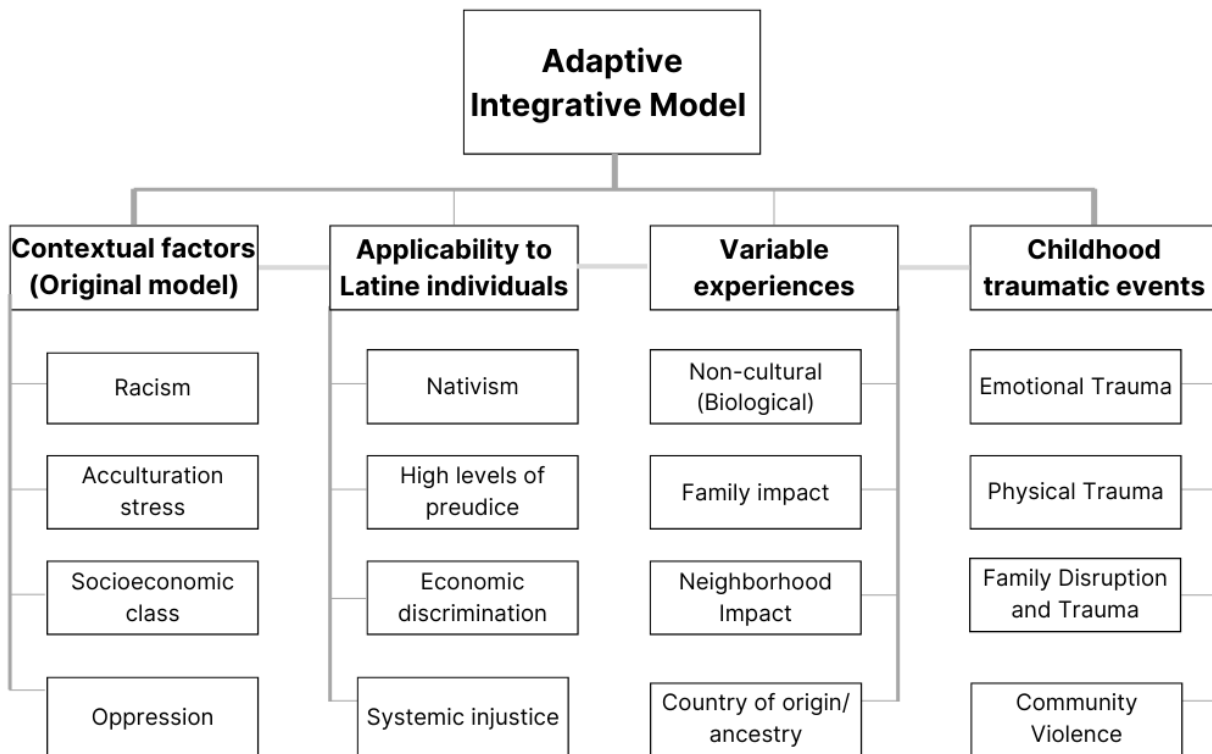 Adaptive
Integrative Model
Contextual factors
(Original model)
Applicability to
Latine individuals
Variable
experiences
Childhood
traumatic events
Racism
Nativism
Non-cultural
(Biological)
Emotional Trauma
Acculturation
stress
High levels of
preudice
Family impact
Physical Trauma
Socioeconomic
class
Economic
discrimination
Neighborhood
Impact
Family Disruption
and Trauma
Oppression
Systemic injustice
Country of origin/
ancestry
Community
Violence